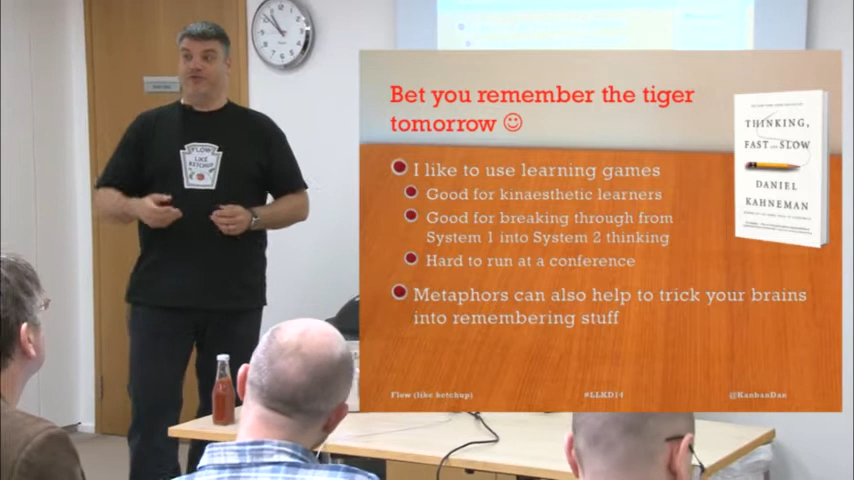 FLOW
LIKE
KETCHUP
Bet you remember the tiger
tomorrow ☺
I like to use learning games
Good for kinaesthetic learners
Good for breaking through from
System 1 into System 2 thinking
Hard to run at a conference
Metaphors can also help to trick your brains
into remembering stuff
THINKING,
FAST AND SLOW
DANIEL
KAHNEMAN
Flow (like ketchup)
#LLKD14
@KanbanDan